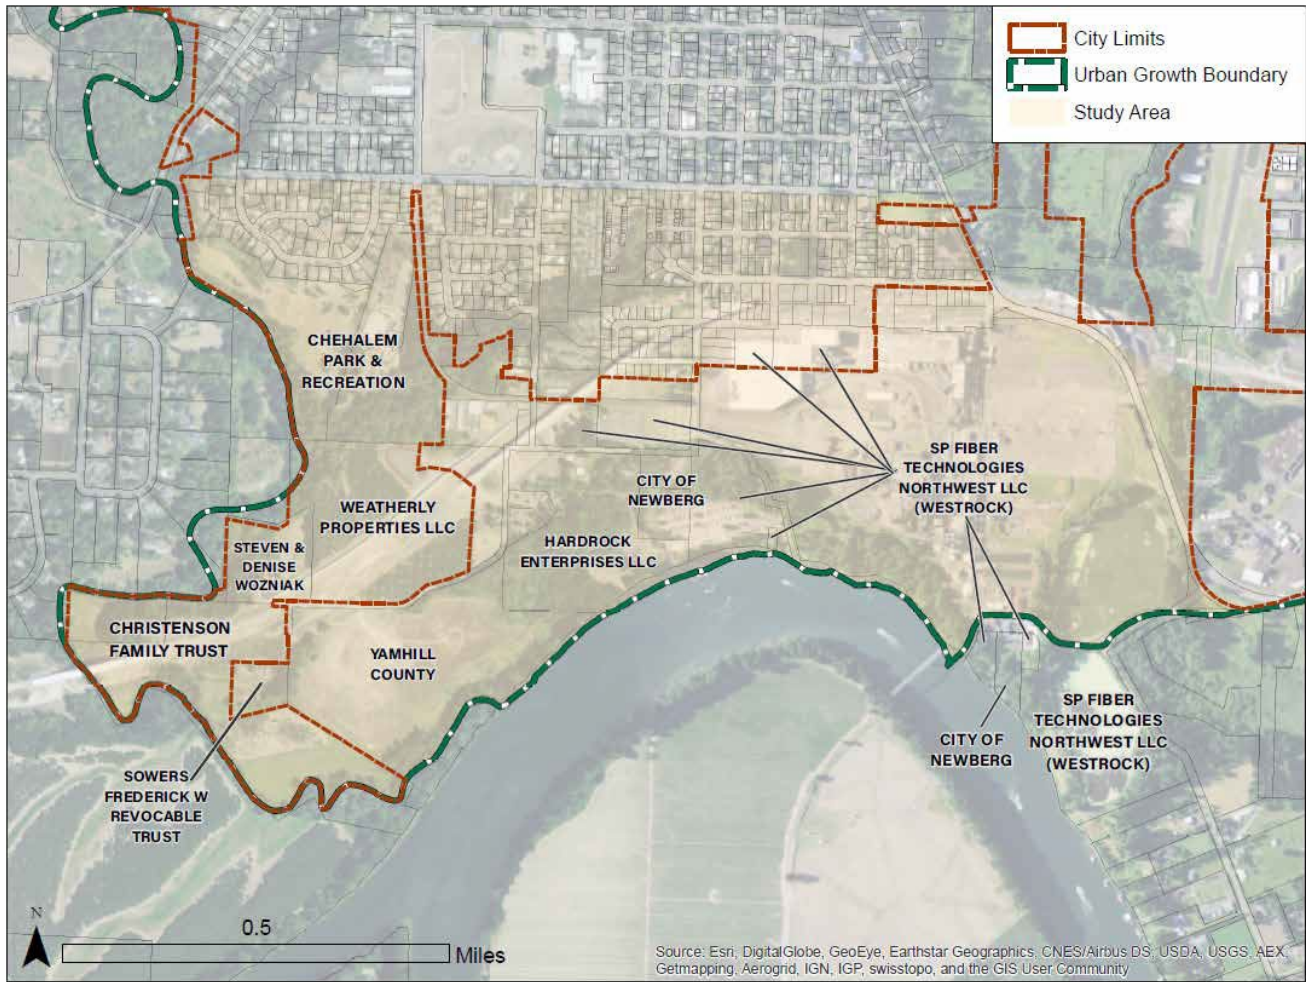 City Limits
Urban Growth Boundary
Study Area
CHEHALEM
PARK &
RECREATION
SP FIBER
TECHNOLOGIES
NORTHWEST LLC
(WESTROCK)
CITY OF
NEWBERG
WEATHERLY
PROPERTIES LLC
HARDROCK
ENTERPRISES LLC
STEVEN &
DENISE
WOZNIAK
CHRISTENSON
FAMILY TRUST
YAMHILL
COUNTY
SP FIBER
TECHNOLOGIES
NORTHWEST LLC
(WESTROCK)
CITY OF
NEWBERG
SOWERS
FREDERICK W
REVOCABLE
TRUST
N
0.5
Miles
Source: Esri, DigitalGlobe, GeoEye, Earthstar Geographics, CNES/Airbus DS, USDA, USGS, AEX,
Getmapping, Aerogrid, IGN, IGP, swisstopo, and the GIS User Community